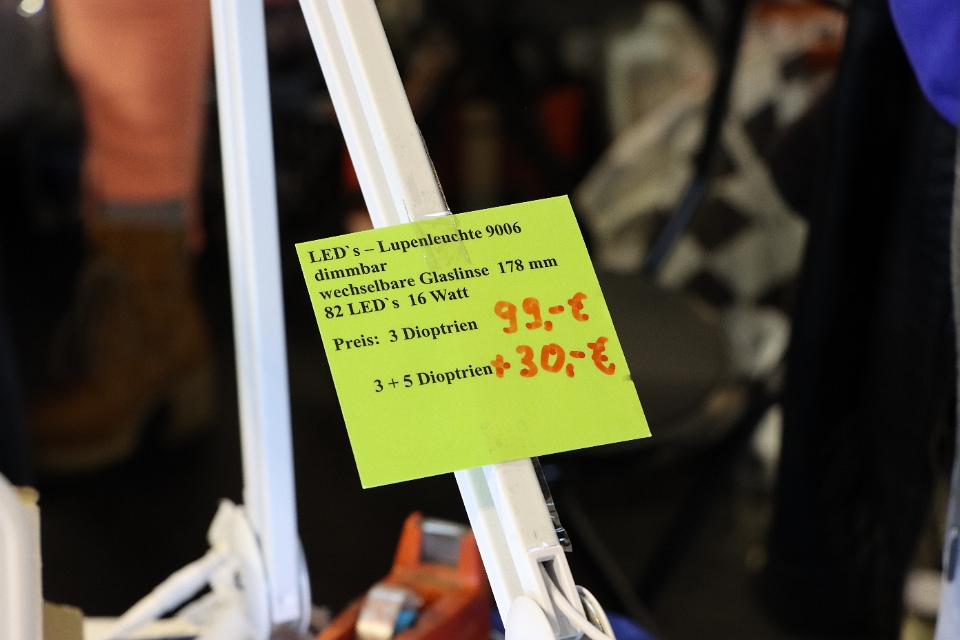 LED`s – Lupenleuchte 9006
dimmbar
wechselbare Glaslinse 178 mm
82 LED`s 16 Watt
Preis: 3 Dioptrien 99,-€
3 + 5 Dioptrien +30,-€